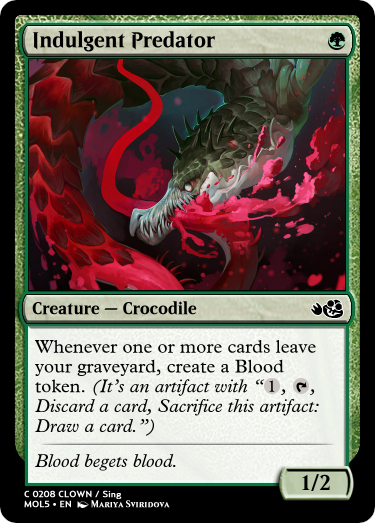 Indulgent Predator
Creature — Crocodile
Whenever one or more cards leave
your graveyard, create a Blood
token. (It's an artifact with “1, ,
Discard a card, Sacrifice this artifact:
Draw a card.”)
Blood begets blood.
1/2
C 0208 CLOWN / Sing
MOL5 • EN Mariya Sviridova